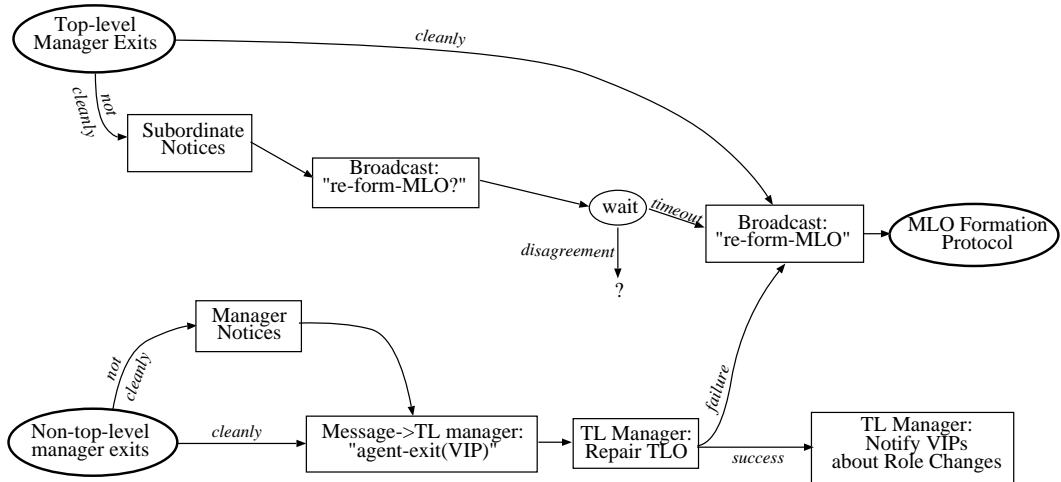 Top-level
Manager Exits
cleanly
not
cleanly
Subordinate
Notices
Broadcast:
"re-form-MLO?"
wait
timeout
disagreement
?
Broadcast:
"re-form-MLO"
MLO Formation
Protocol
Manager
Notices
not
cleanly
Non-top-level
manager exits
cleanly
Message->TL manager:
"agent-exit(VIP)"
TL Manager:
Repair TLO
failure
success
TL Manager:
Notify VIPs
about Role Changes